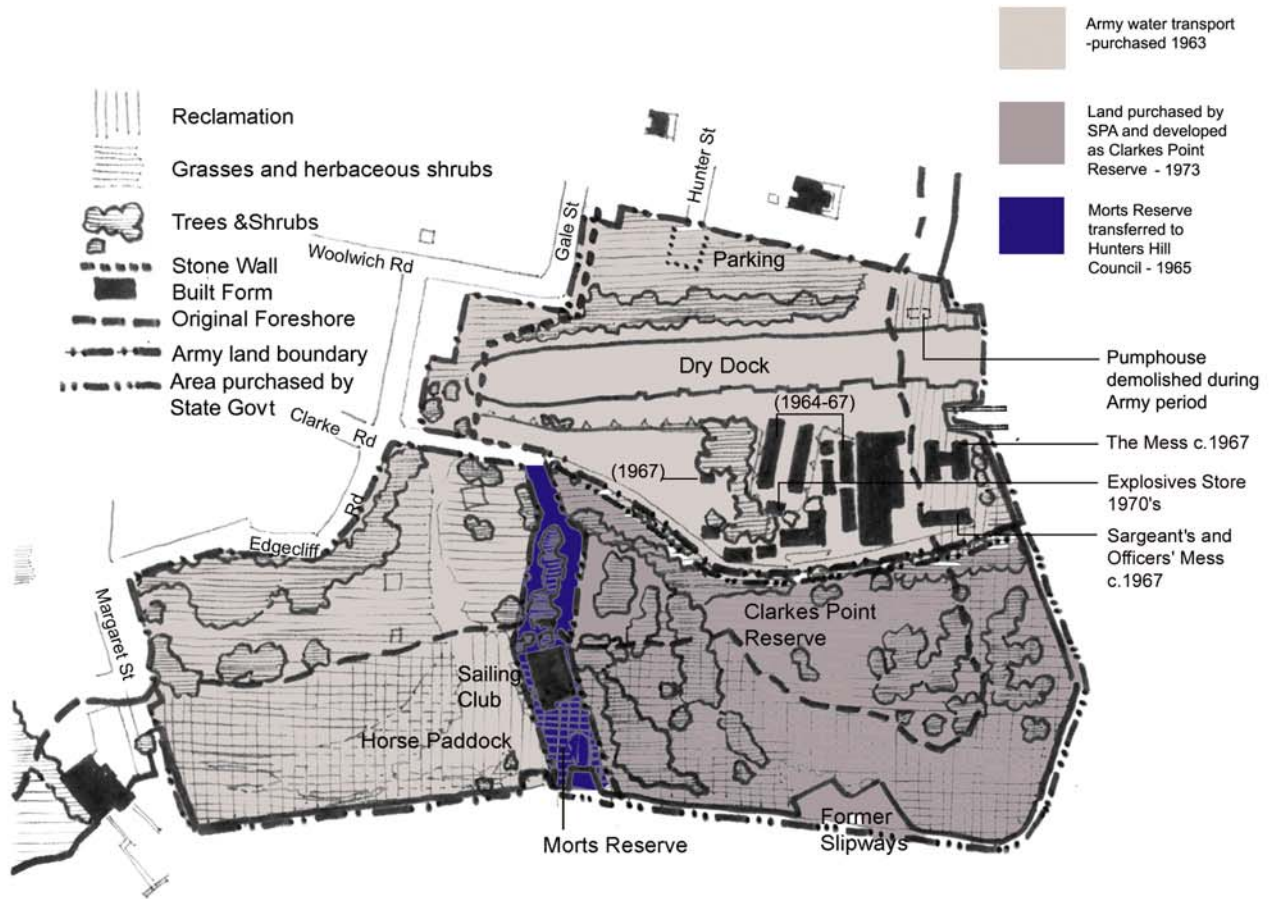 Army water transport
-purchased 1963
Land purchased by
SPA and developed
as Clarkes Point
Reserve - 1973
Morts Reserve
transferred to
Hunters Hill
Council - 1965
Reclamation
Grasses and herbaceous shrubs
Trees &Shrubs
Stone Wall
Built Form
Original Foreshore
Army land boundary
Area purchased by
State Govt
Hunter St
Gale St
Woolwich Rd
Parking
Dry Dock
Clarke Rd
(1964-67)
(1967)
Rd
Edgecliff
Margaret St
Pumphouse
demolished during
Army period
The Mess c.1967
Explosives Store
1970's
Sargeant's and
Officers' Mess
c.1967
Clarkes Point
Reserve
Sailing
Club
Horse Paddock
Former
Slipways
Morts Reserve